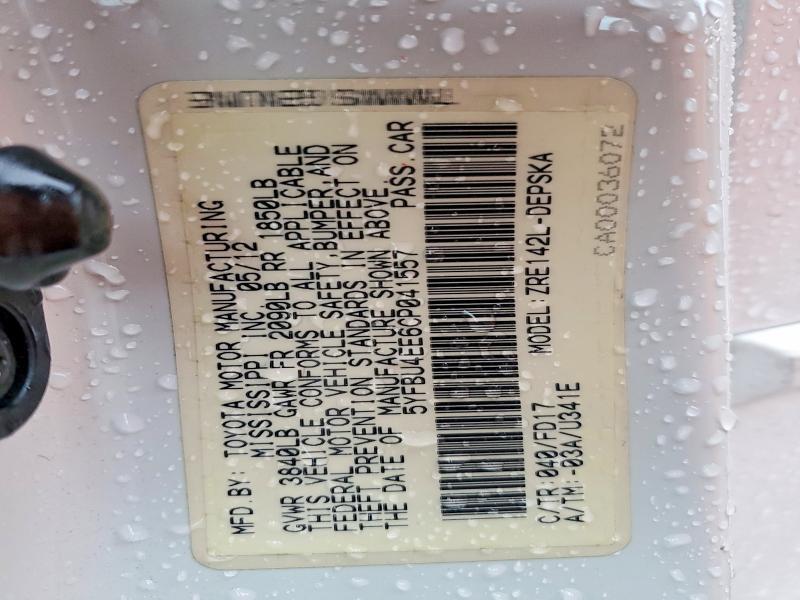 MFD.BY: TOYOTA MOTOR MANUFACTURING
MISSISSIPPI INC 05/12
GVWR 3840LB GAWR FR 2090LB RR 1850LB
THIS VEHICLE CONFORMS TO ALL APPLICABLE
FEDERAL MOTOR VEHICLE SAFETY,BUMPER,AND
THEFT PREVENTION STANDARDS IN EFFECT ON
THE DATE OF MANUFACTURE SHOWN ABOVE
5YFBU4EE6CP041557 PASS.CAR
MODEL:ZRE142L-DEPSKA
C/TR:040/FD17
A/TM:-03A/U341E
CA00036072